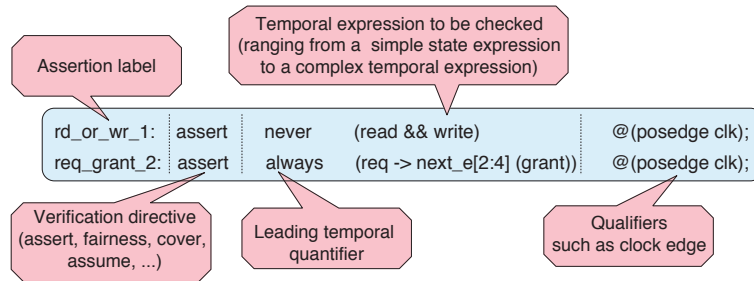 Temporal expression to be checked
(ranging from a simple state expression
to a complex temporal expression)
Assertion label
rd_or_wr_1: assert never (read && write) @(posedge clk);
req_grant_2: assert always (req -> next_e[2:4] (grant)) @(posedge clk);
Verification directive
(assert, fairness, cover,
assume, ...)
Leading temporal
quantifier
Qualifiers
such as clock edge